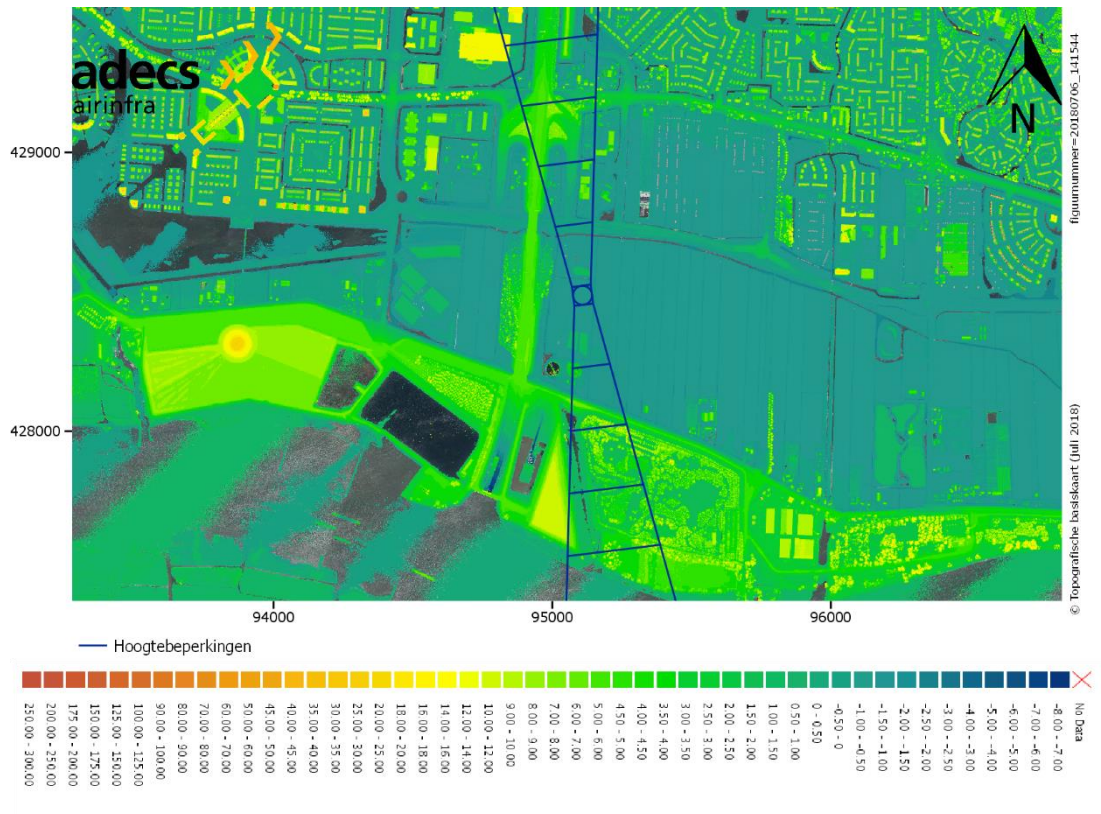 adecs
airinfra
N
figuurnummer=20180706_141544
© Topografische basiskaart (juli 2018)
429000
428000
94000
95000
96000
Hoogtebeperkingen
250.00 - 300.00
200.00 - 250.00
175.00 - 200.00
150.00 - 175.00
125.00 - 150.00
100.00 - 125.00
90.00 - 100.00
80.00 - 90.00
70.00 - 80.00
60.00 - 70.00
50.00 - 60.00
45.00 - 50.00
40.00 - 45.00
35.00 - 40.00
30.00 - 35.00
25.00 - 30.00
20.00 - 25.00
18.00 - 20.00
16.00 - 18.00
14.00 - 16.00
12.00 - 14.00
10.00 - 12.00
9.00 - 10.00
8.00 - 9.00
7.00 - 8.00
6.00 - 7.00
5.00 - 6.00
4.50 - 5.00
4.00 - 4.50
3.50 - 4.00
3.00 - 3.50
2.50 - 3.00
2.00 - 2.50
1.50 - 2.00
1.00 - 1.50
0.50 - 1.00
0 - 0.50
-0.50 - 0
-1.00 - -0.50
-1.50 - -1.00
-2.00 - -1.50
-2.50 - -2.00
-3.00 - -2.50
-4.00 - -3.00
-5.00 - -4.00
-6.00 - -5.00
-7.00 - -6.00
-8.00 - -7.00
No Data